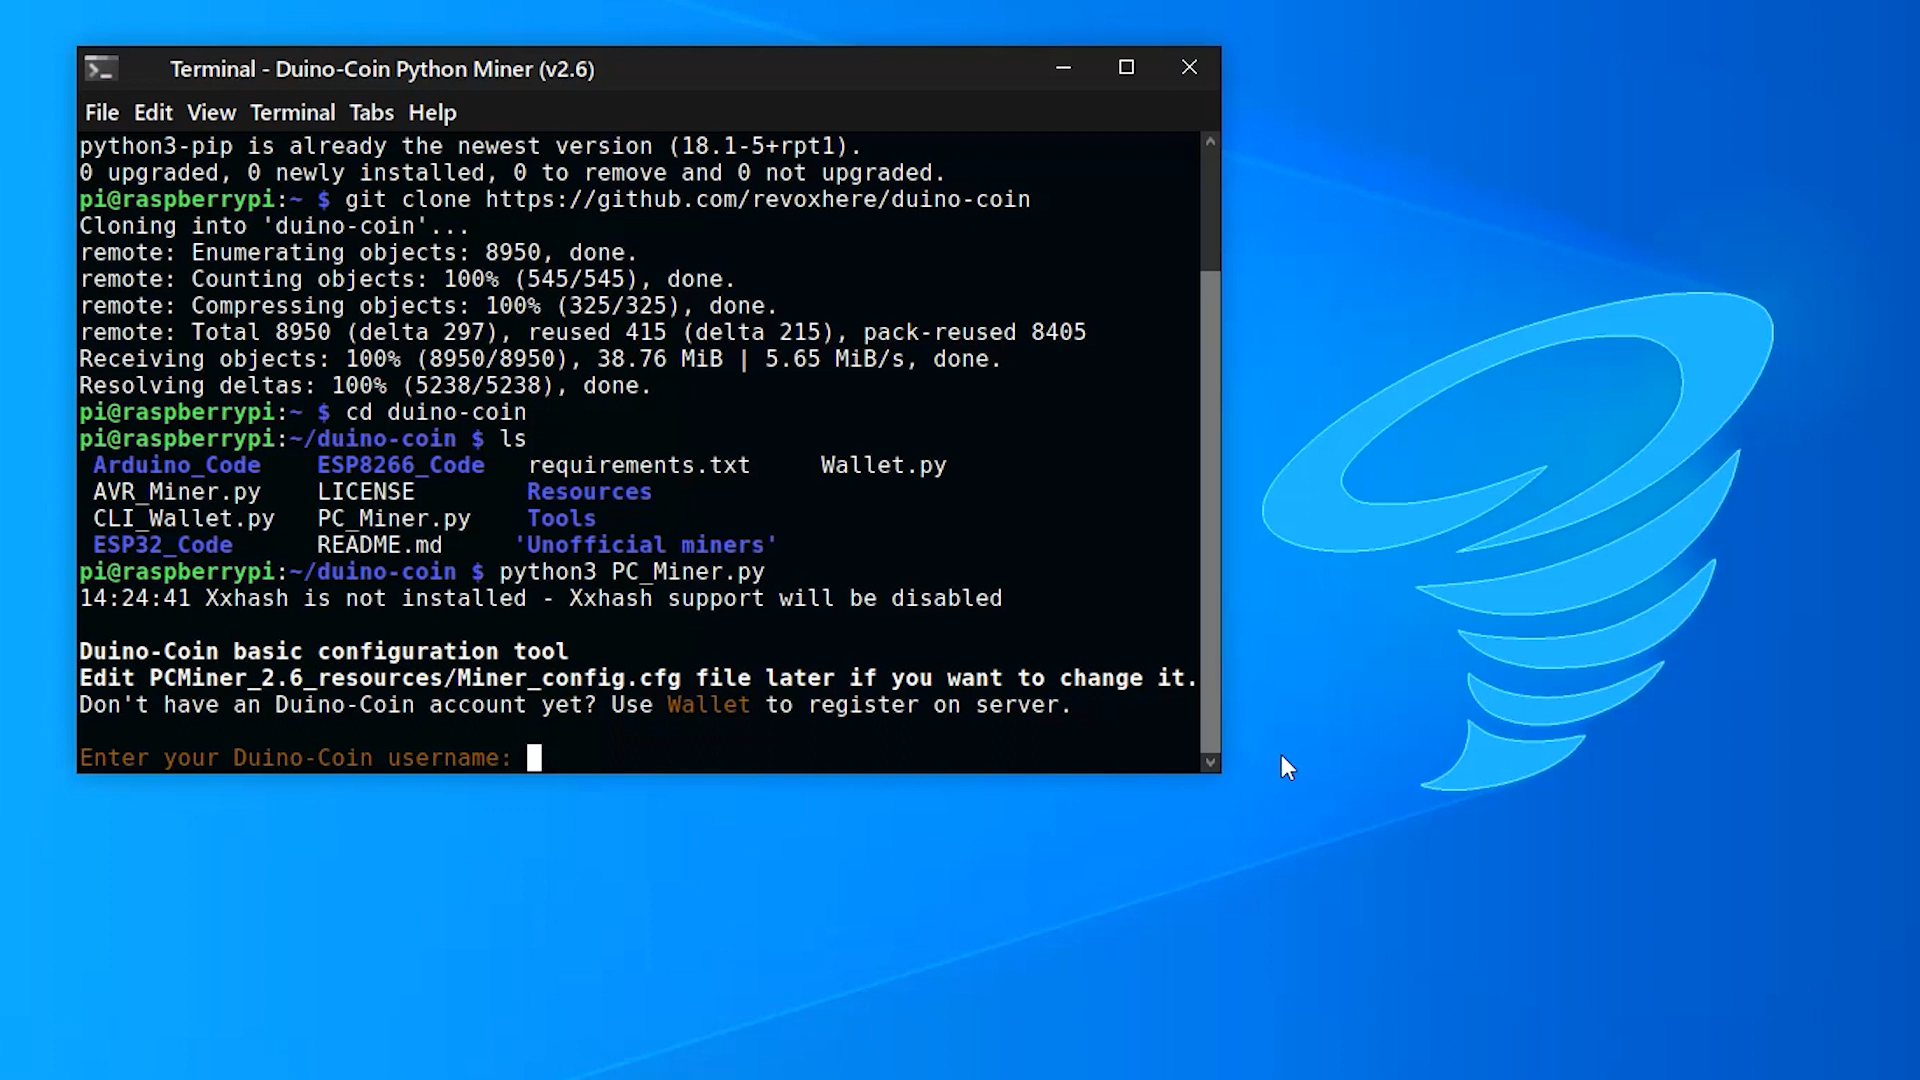 Terminal - Duino-Coin Python Miner (v2.6)
File Edit View Terminal Tabs Help
python3-pip is already the newest version (18.1-5+rpt1).
0 upgraded, 0 newly installed, 0 to remove and 0 not upgraded.
pi@raspberrypi:~ $ git clone https://github.com/revoxhere/duino-coin
Cloning into 'duino-coin'...
remote: Enumerating objects: 8950, done.
remote: Counting objects: 100% (545/545), done.
remote: Compressing objects: 100% (325/325), done.
remote: Total 8950 (delta 297), reused 415 (delta 215), pack-reused 8405
Receiving objects: 100% (8950/8950), 38.76 MiB | 5.65 MiB/s, done.
Resolving deltas: 100% (5238/5238), done.
pi@raspberrypi:~ $ cd duino-coin
pi@raspberrypi:~/duino-coin $ ls
Arduino_Code ESP8266_Code requirements.txt Wallet.py
AVR_Miner.py LICENSE Resources
CLI_Wallet.py PC_Miner.py Tools
ESP32_Code README.md 'Unofficial miners'
pi@raspberrypi:~/duino-coin $ python3 PC_Miner.py
14:24:41 Xxhash is not installed - Xxhash support will be disabled
Duino-Coin basic configuration tool
Edit PCMiner_2.6_resources/Miner_config.cfg file later if you want to change it.
Don't have an Duino-Coin account yet? Use Wallet to register on server.
Enter your Duino-Coin username: